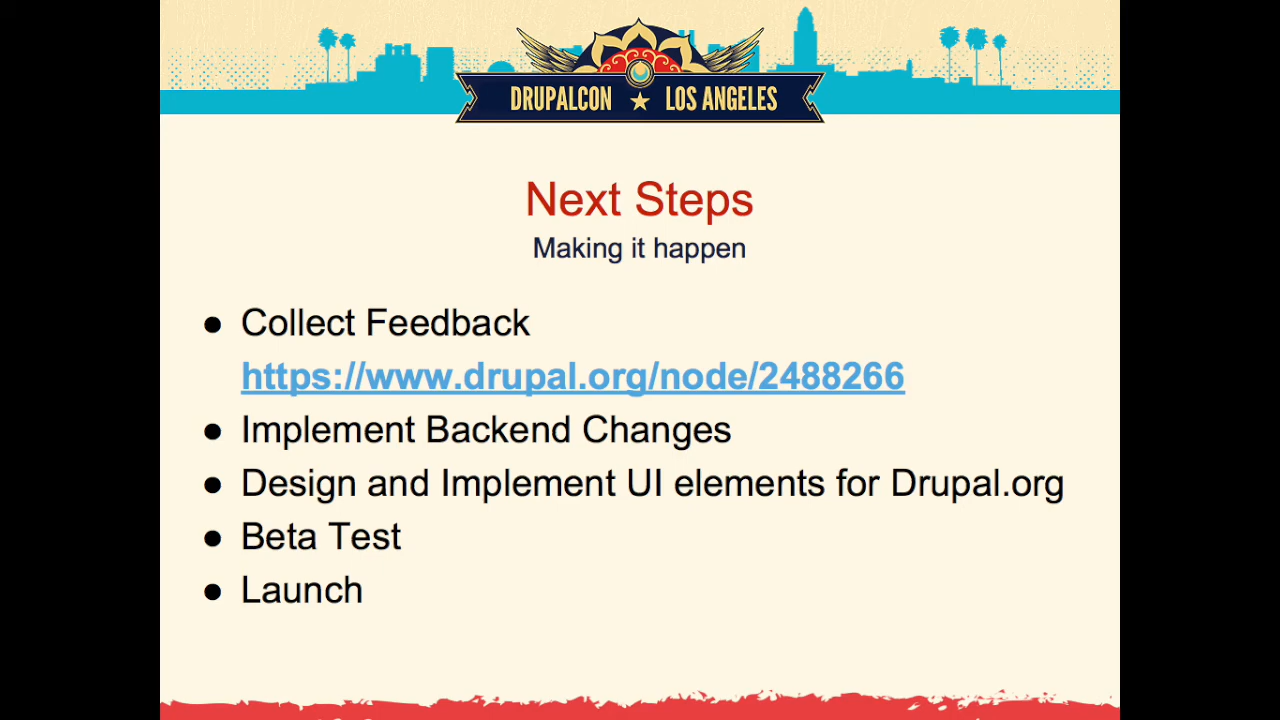 DRUPALCON ★ LOS ANGELES
Next Steps
Making it happen
● Collect Feedback
https://www.drupal.org/node/2488266
● Implement Backend Changes
● Design and Implement UI elements for Drupal.org
● Beta Test
● Launch